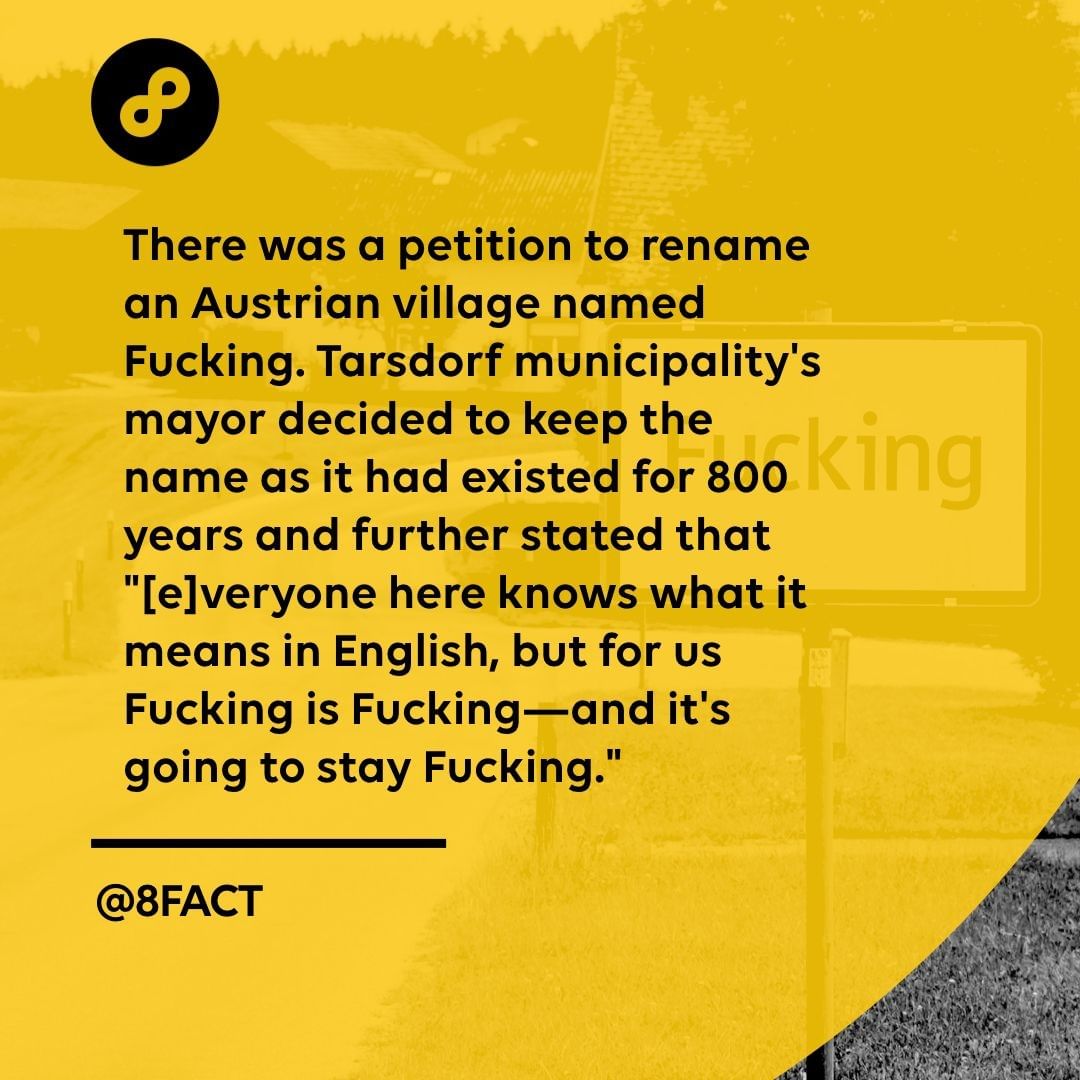 There was a petition to rename
an Austrian village named
Fucking. Tarsdorf municipality's
mayor decided to keep the
name as it had existed for 800
years and further stated that
"[e]veryone here knows what it
means in English, but for us
Fucking is Fucking—and it's
going to stay Fucking."
Fucking
@8FACT